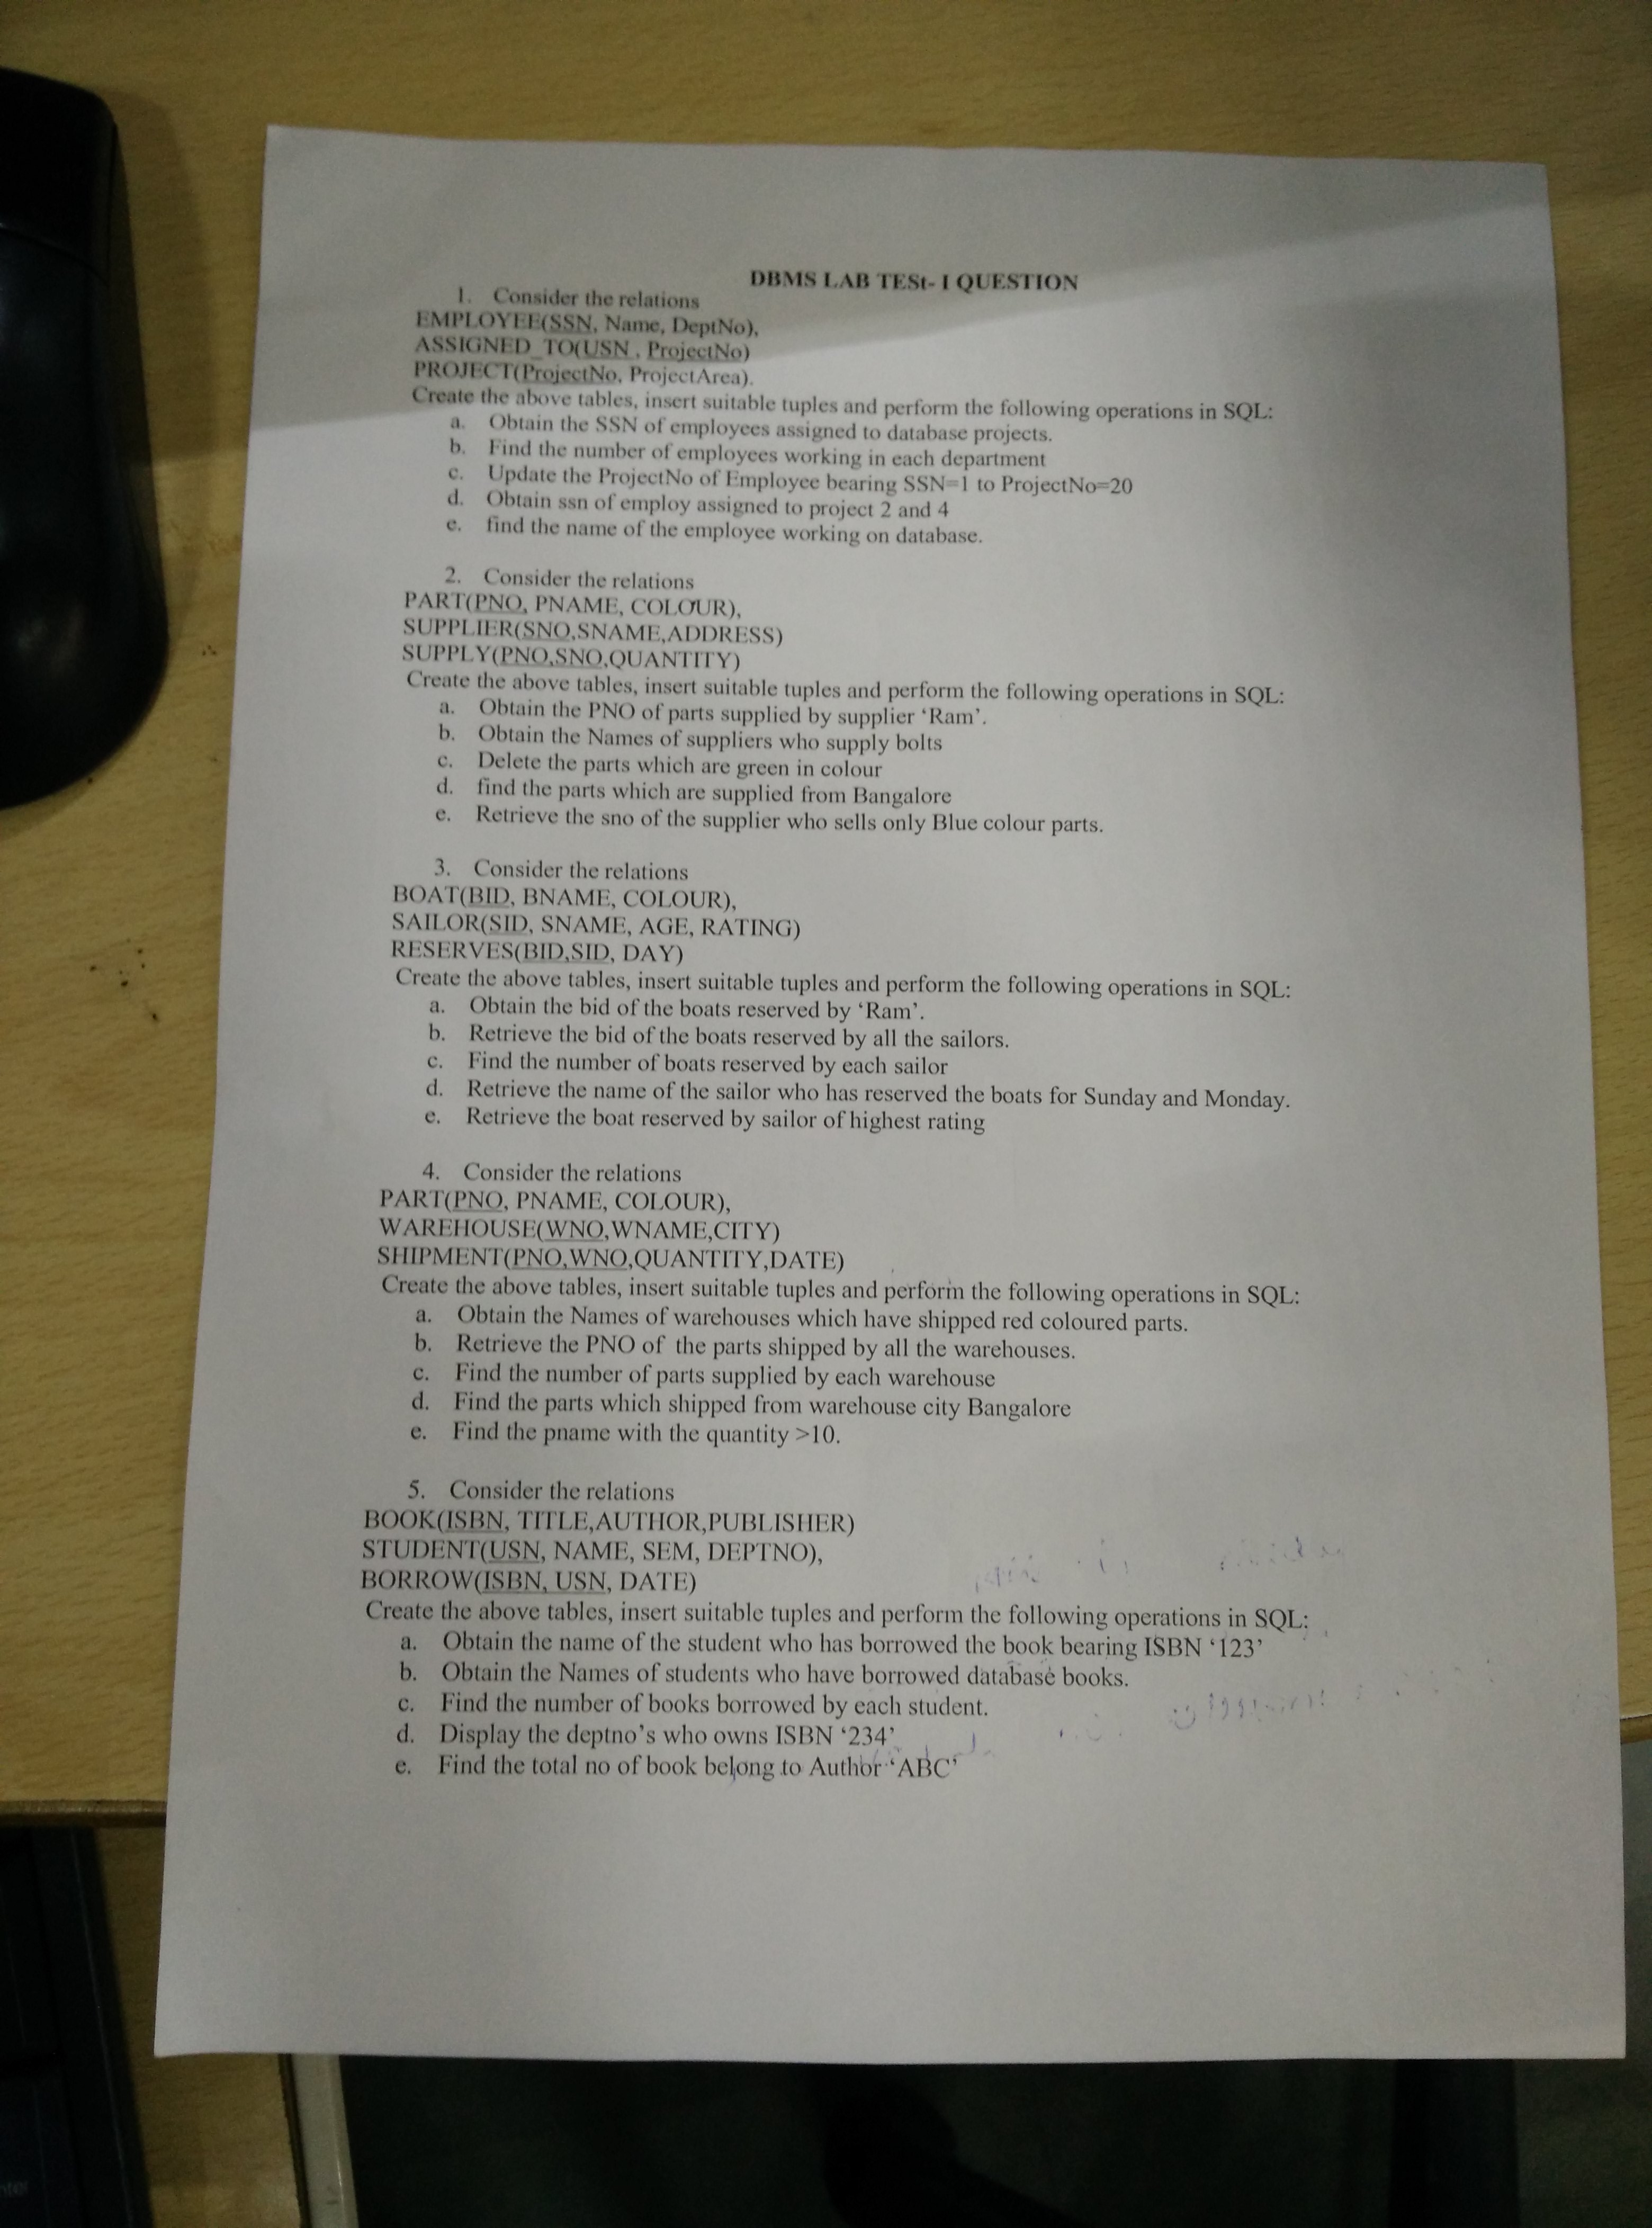 DBMS LAB TESt- I QUESTION
1. Consider the relations
EMPLOYEE(SSN, Name, DeptNo),
ASSIGNED_TO(USN , ProjectNo)
PROJECT(ProjectNo, ProjectArea).
Create the above tables, insert suitable tuples and perform the following operations in SQL:
a. Obtain the SSN of employees assigned to database projects.
b. Find the number of employees working in each department
c. Update the ProjectNo of Employee bearing SSN=1 to ProjectNo=20
d. Obtain ssn of employ assigned to project 2 and 4
e. find the name of the employee working on database.
2. Consider the relations
PART(PNO, PNAME, COLOUR),
SUPPLIER(SNO,SNAME,ADDRESS)
SUPPLY(PNO,SNO,QUANTITY)
Create the above tables, insert suitable tuples and perform the following operations in SQL:
a. Obtain the PNO of parts supplied by supplier ‘Ram’.
b. Obtain the Names of suppliers who supply bolts
c. Delete the parts which are green in colour
d. find the parts which are supplied from Bangalore
e. Retrieve the sno of the supplier who sells only Blue colour parts.
3. Consider the relations
BOAT(BID, BNAME, COLOUR),
SAILOR(SID, SNAME, AGE, RATING)
RESERVES(BID,SID, DAY)
Create the above tables, insert suitable tuples and perform the following operations in SQL:
a. Obtain the bid of the boats reserved by ‘Ram’.
b. Retrieve the bid of the boats reserved by all the sailors.
c. Find the number of boats reserved by each sailor
d. Retrieve the name of the sailor who has reserved the boats for Sunday and Monday.
e. Retrieve the boat reserved by sailor of highest rating
4. Consider the relations
PART(PNO, PNAME, COLOUR),
WAREHOUSE(WNO,WNAME,CITY)
SHIPMENT(PNO,WNO,QUANTITY,DATE)
Create the above tables, insert suitable tuples and perform the following operations in SQL:
a. Obtain the Names of warehouses which have shipped red coloured parts.
b. Retrieve the PNO of the parts shipped by all the warehouses.
c. Find the number of parts supplied by each warehouse
d. Find the parts which shipped from warehouse city Bangalore
e. Find the pname with the quantity >10.
5. Consider the relations
BOOK(ISBN, TITLE,AUTHOR,PUBLISHER)
STUDENT(USN, NAME, SEM, DEPTNO),
BORROW(ISBN, USN, DATE)
Create the above tables, insert suitable tuples and perform the following operations in SQL:
a. Obtain the name of the student who has borrowed the book bearing ISBN ‘123’
b. Obtain the Names of students who have borrowed database books.
c. Find the number of books borrowed by each student.
d. Display the deptno’s who owns ISBN ‘234’
e. Find the total no of book belong to Author ‘ABC’